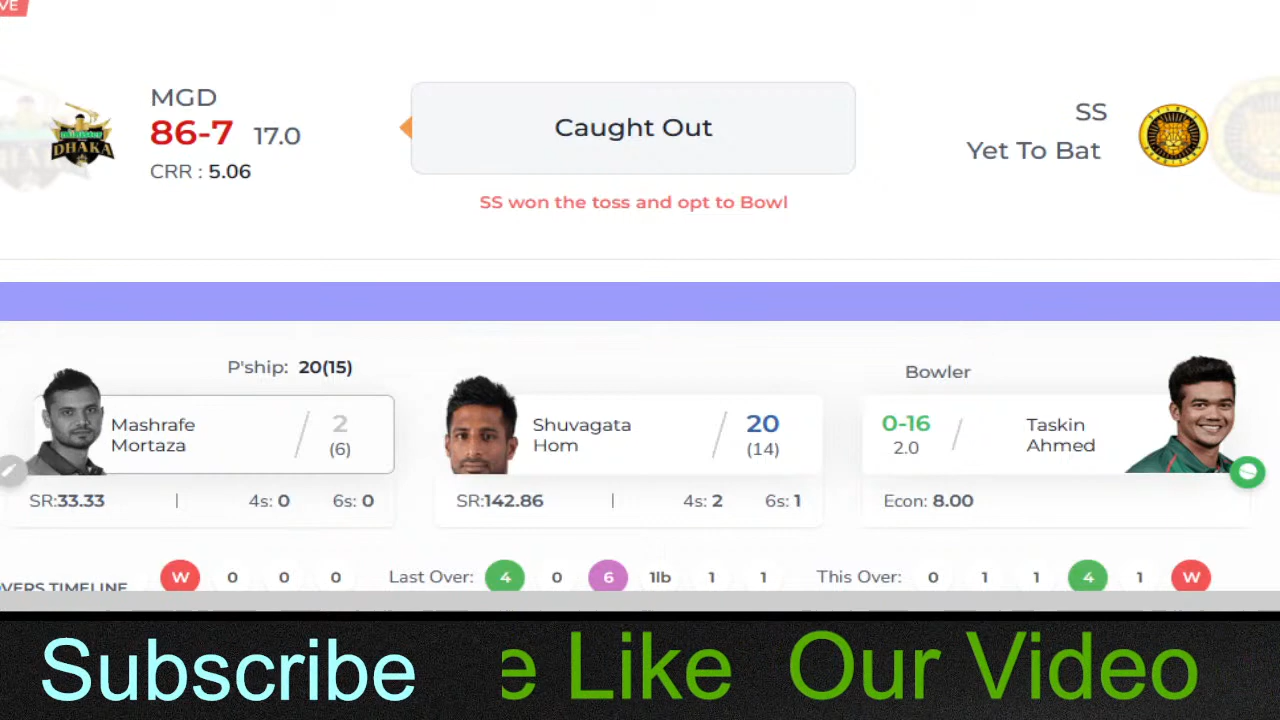 VE
MGD
86-7 17.0
CRR : 5.06
Caught Out
SS won the toss and opt to Bowl
SS
Yet To Bat
DHAKA
P'ship: 20(15)
Mashrafe Mortaza 2 (6)
SR:33.33 | 4s: 0 6s: 0
Shuvagata Hom 20 (14)
SR:142.86 | 4s: 2 6s: 1
Bowler
0-16 2.0 Taskin Ahmed
Econ: 8.00
OVERS TIMELINE W 0 0 0 Last Over: 4 0 6 1lb 1 1 This Over: 0 1 1 4 1 W
Subscribe e Like Our Video